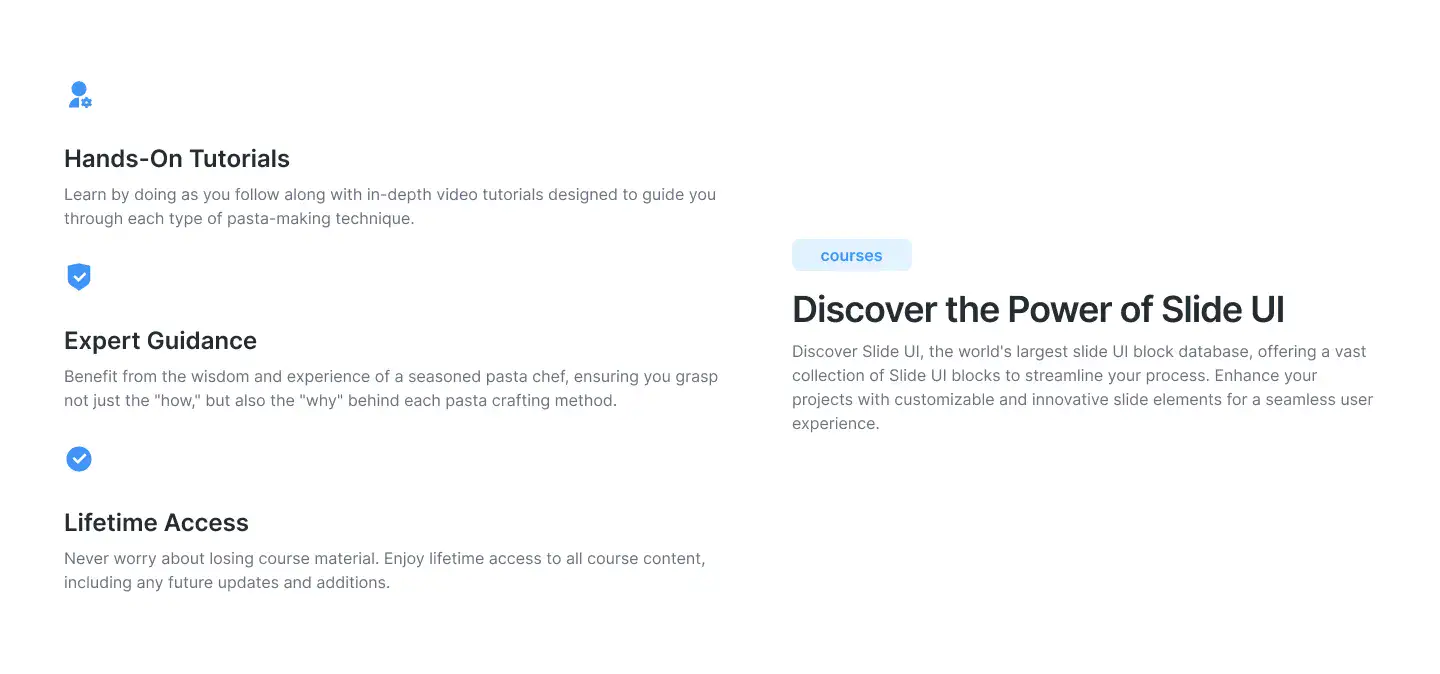 Hands-On Tutorials
Learn by doing as you follow along with in-depth video tutorials designed to guide you
through each type of pasta-making technique.
Expert Guidance
Benefit from the wisdom and experience of a seasoned pasta chef, ensuring you grasp
not just the "how," but also the "why" behind each pasta crafting method.
Lifetime Access
Never worry about losing course material. Enjoy lifetime access to all course content,
including any future updates and additions.
courses
Discover the Power of Slide UI
Discover Slide UI, the world's largest slide UI block database, offering a vast
collection of Slide UI blocks to streamline your process. Enhance your
projects with customizable and innovative slide elements for a seamless user
experience.